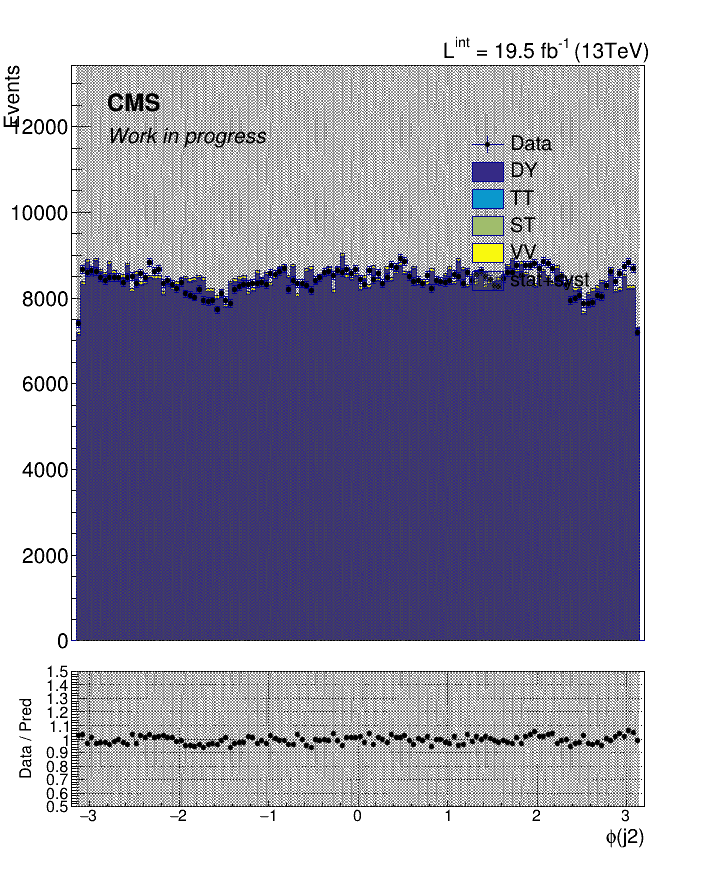 L^int = 19.5 fb^-1 (13TeV)
Events
CMS
Work in progress
Data
DY
TT
ST
VV
stat+syst
12000
10000
8000
6000
4000
2000
0
Data / Pred
1.5
1.4
1.3
1.2
1.1
1
0.9
0.8
0.7
0.6
0.5
−3 −2 −1 0 1 2 3
ϕ(j2)